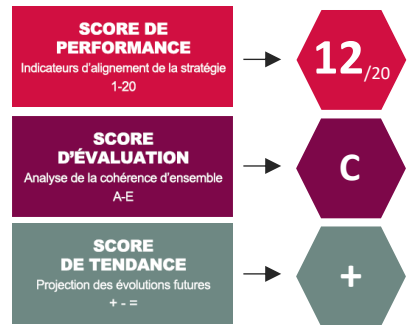 SCORE DE
PERFORMANCE
Indicateurs d'alignement de la stratégie
1-20
12/20
SCORE
D'ÉVALUATION
Analyse de la cohérence d'ensemble
A-E
C
SCORE
DE TENDANCE
Projection des évolutions futures
+ - =
+